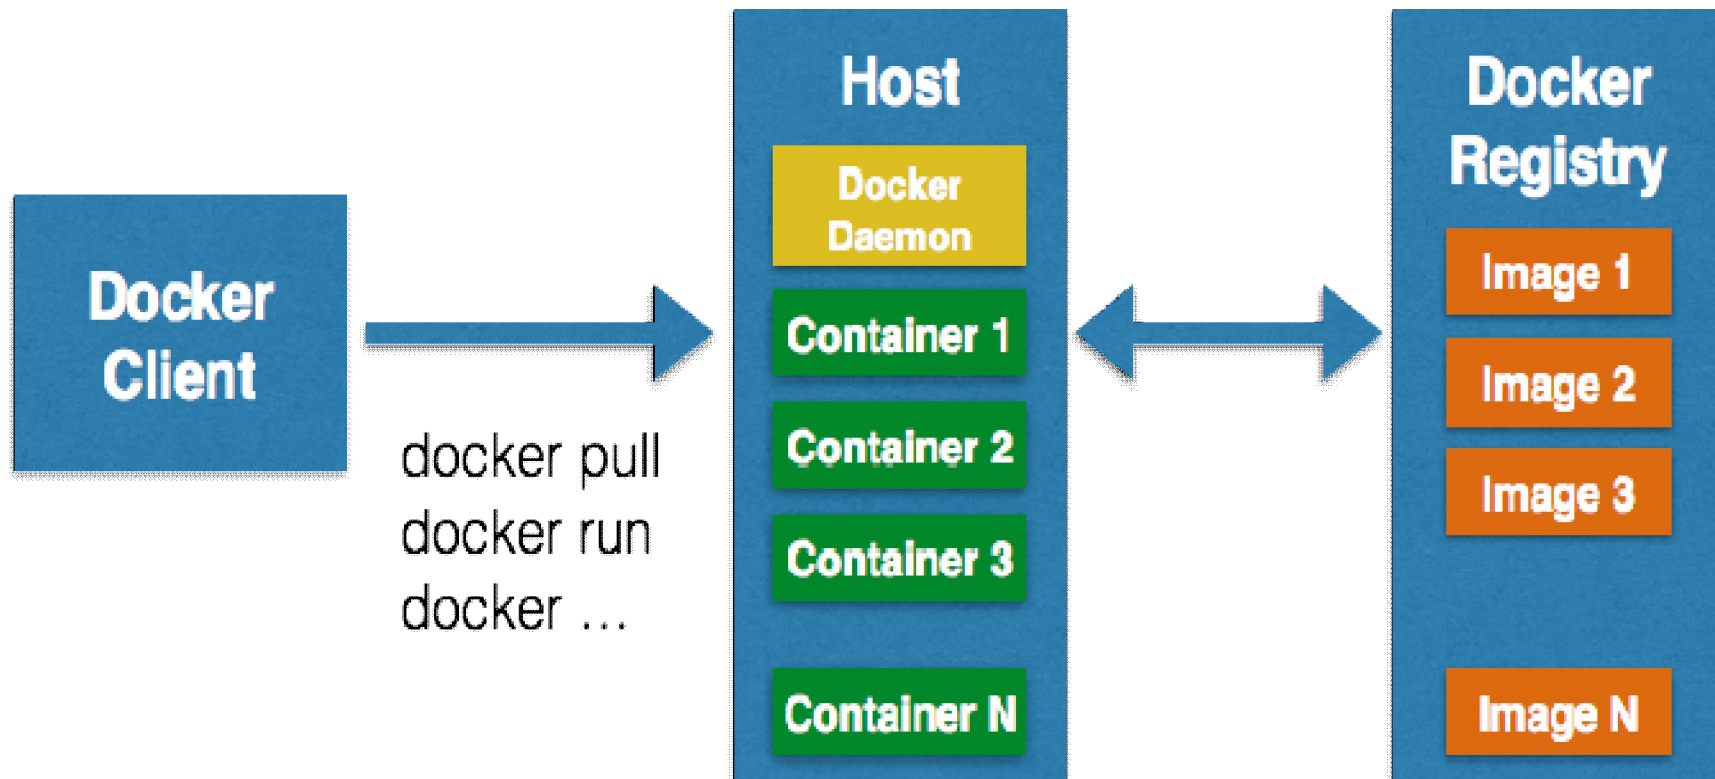 Docker
Client
docker pull
docker run
docker ...
Host
Docker
Daemon
Container 1
Container 2
Container 3
Container N
Docker
Registry
Image 1
Image 2
Image 3
Image N